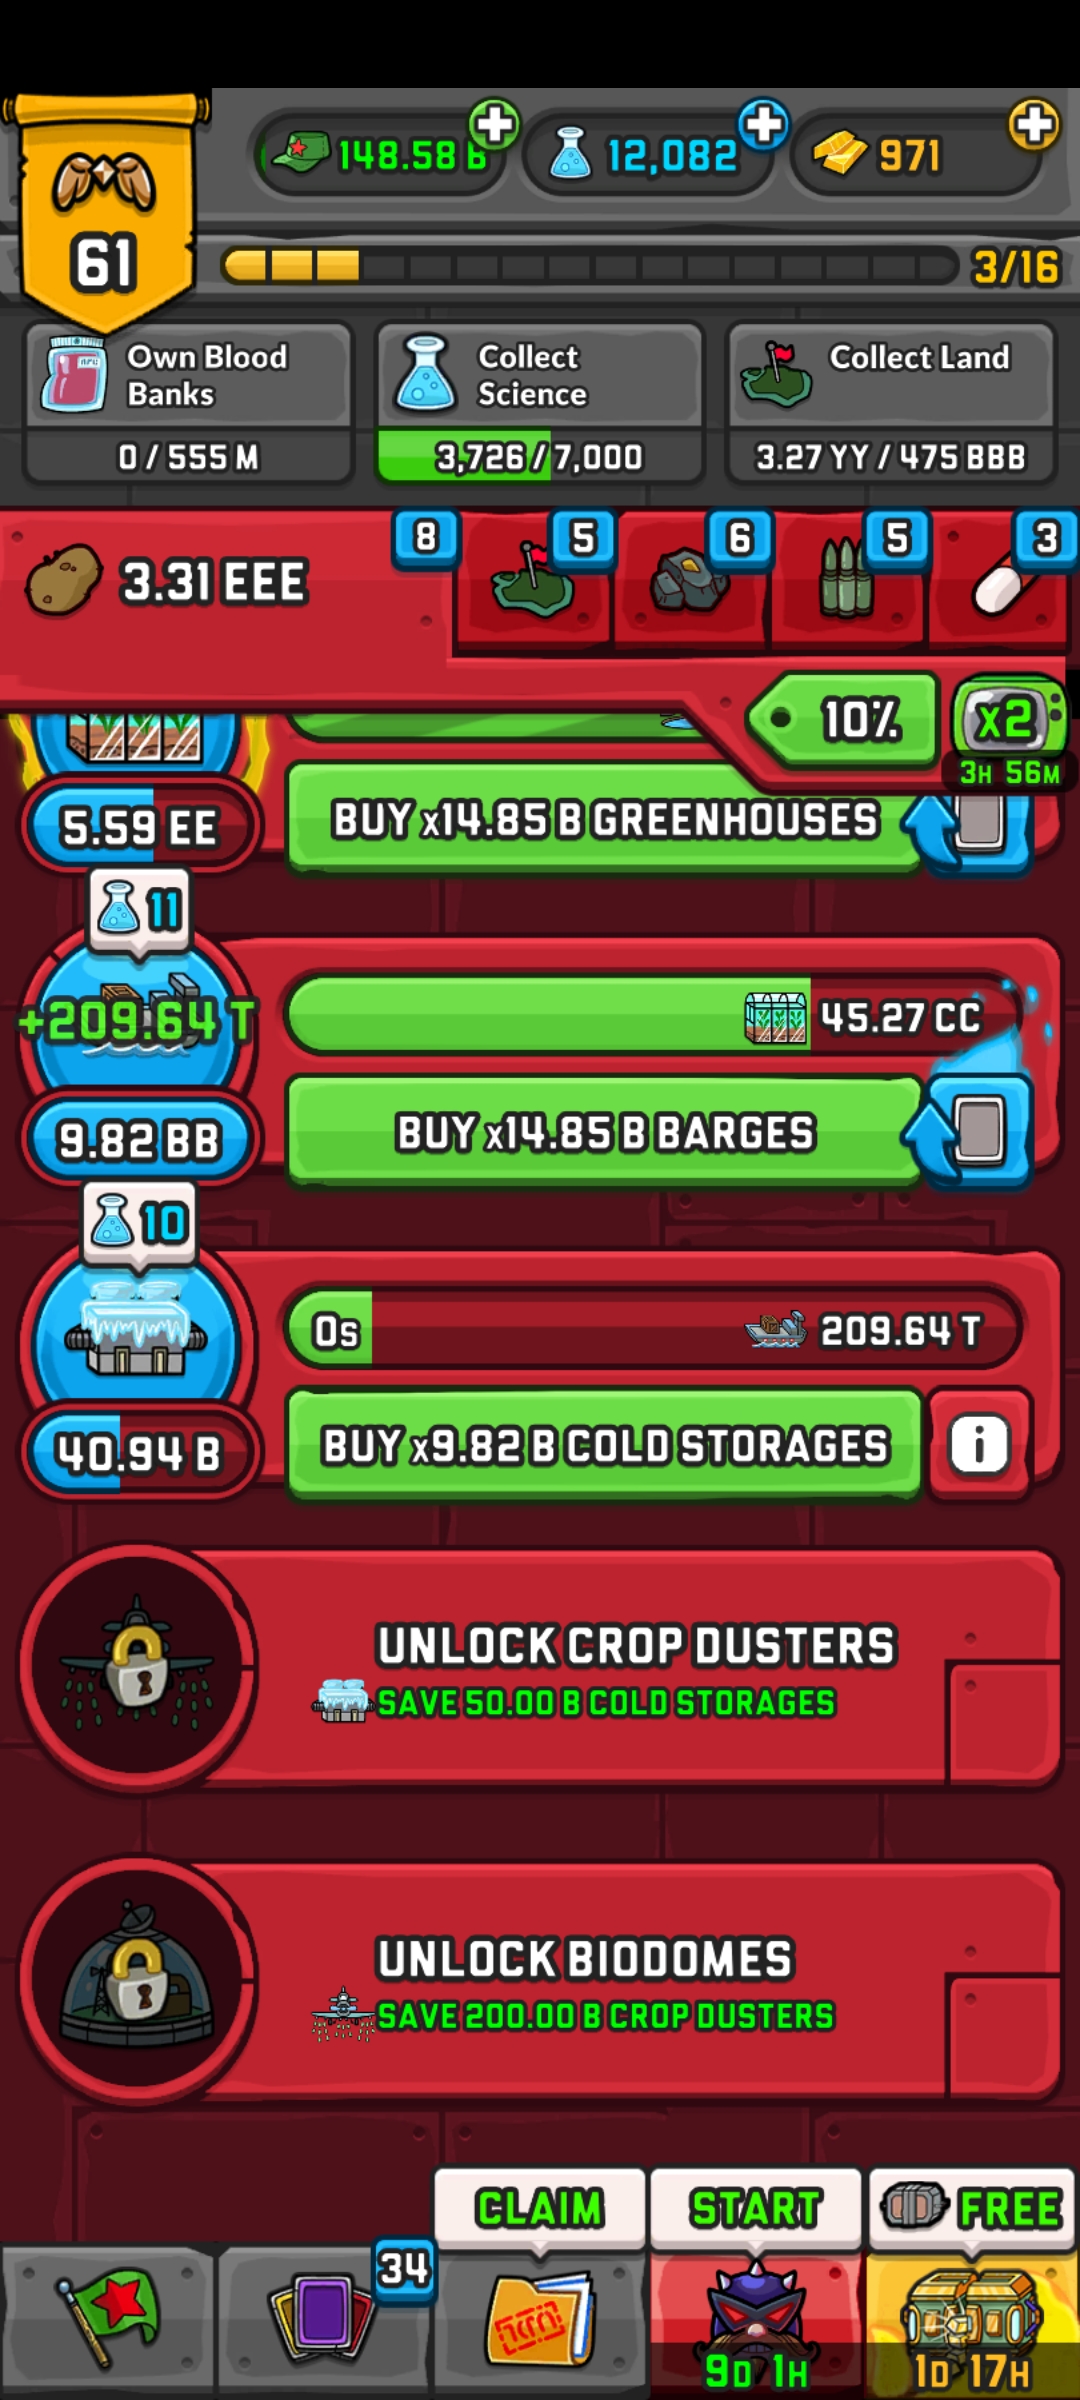 148.58 B
12,082
971
61
3/16
Own Blood
Banks
0 / 555 M
Collect
Science
3,726 / 7,000
Collect Land
3.27 YY / 475 BBB
3.31 EEE
8
5
6
5
3
10%
x2
3H 56M
5.59 EE
BUY x14.85 B GREENHOUSES
11
+209.64 T
45.27 CC
9.82 BB
BUY x14.85 B BARGES
10
0s
209.64 T
40.94 B
BUY x9.82 B COLD STORAGES
i
UNLOCK CROP DUSTERS
SAVE 50.00 B COLD STORAGES
UNLOCK BIODOMES
SAVE 200.00 B CROP DUSTERS
CLAIM
START
FREE
34
9D 1H
1D 17H